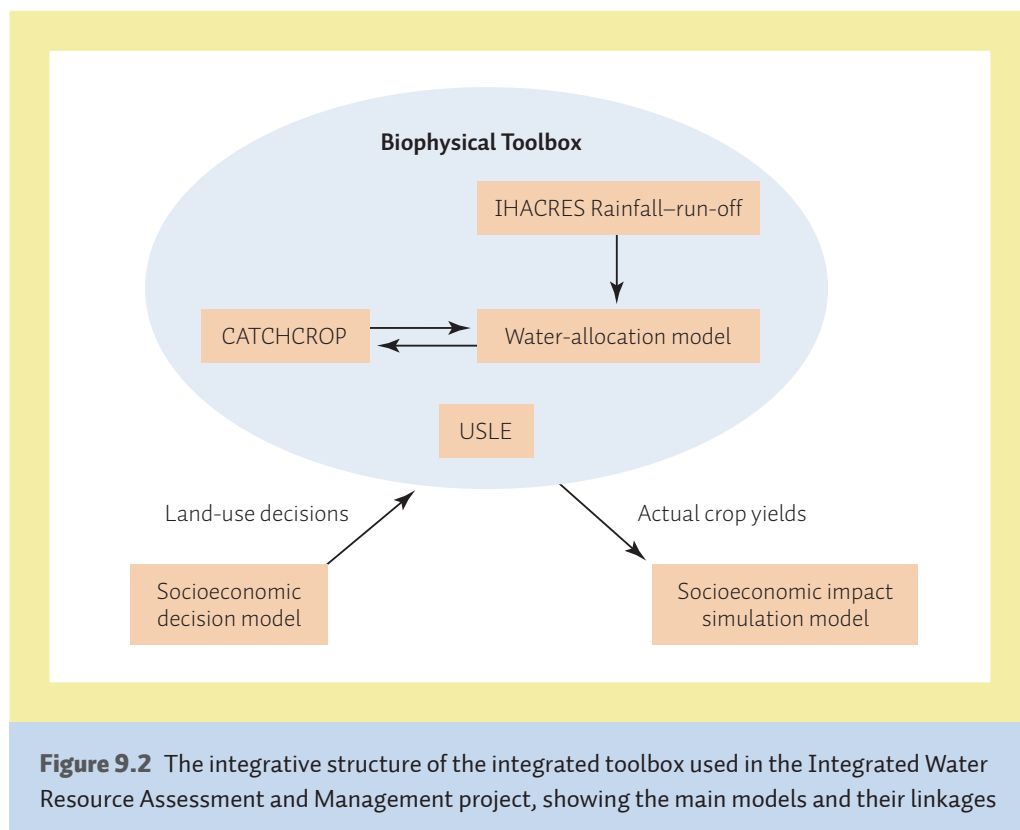 Biophysical Toolbox
IHACRES Rainfall–run-off
CATCHCROP
Water-allocation model
USLE
Land-use decisions
Actual crop yields
Socioeconomic
decision model
Socioeconomic impact
simulation model
Figure 9.2 The integrative structure of the integrated toolbox used in the Integrated Water
Resource Assessment and Management project, showing the main models and their linkages